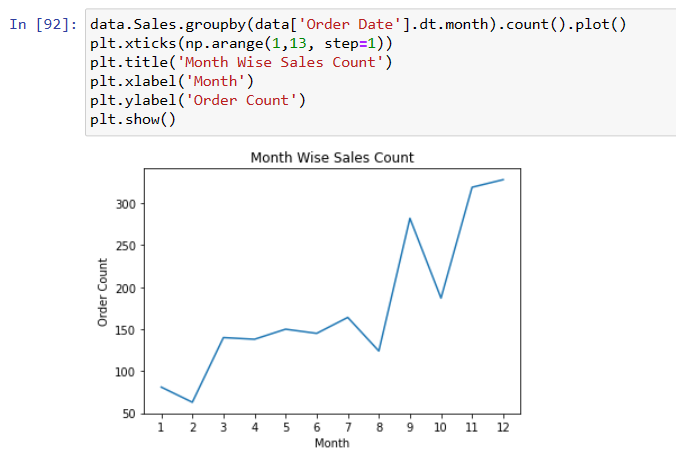 In [92]: data.Sales.groupby(data['Order Date'].dt.month).count().plot()
plt.xticks(np.arange(1,13, step=1))
plt.title('Month Wise Sales Count')
plt.xlabel('Month')
plt.ylabel('Order Count')
plt.show()
Month Wise Sales Count
Order Count
300
250
200
150
100
50
1 2 3 4 5 6 7 8 9 10 11 12
Month